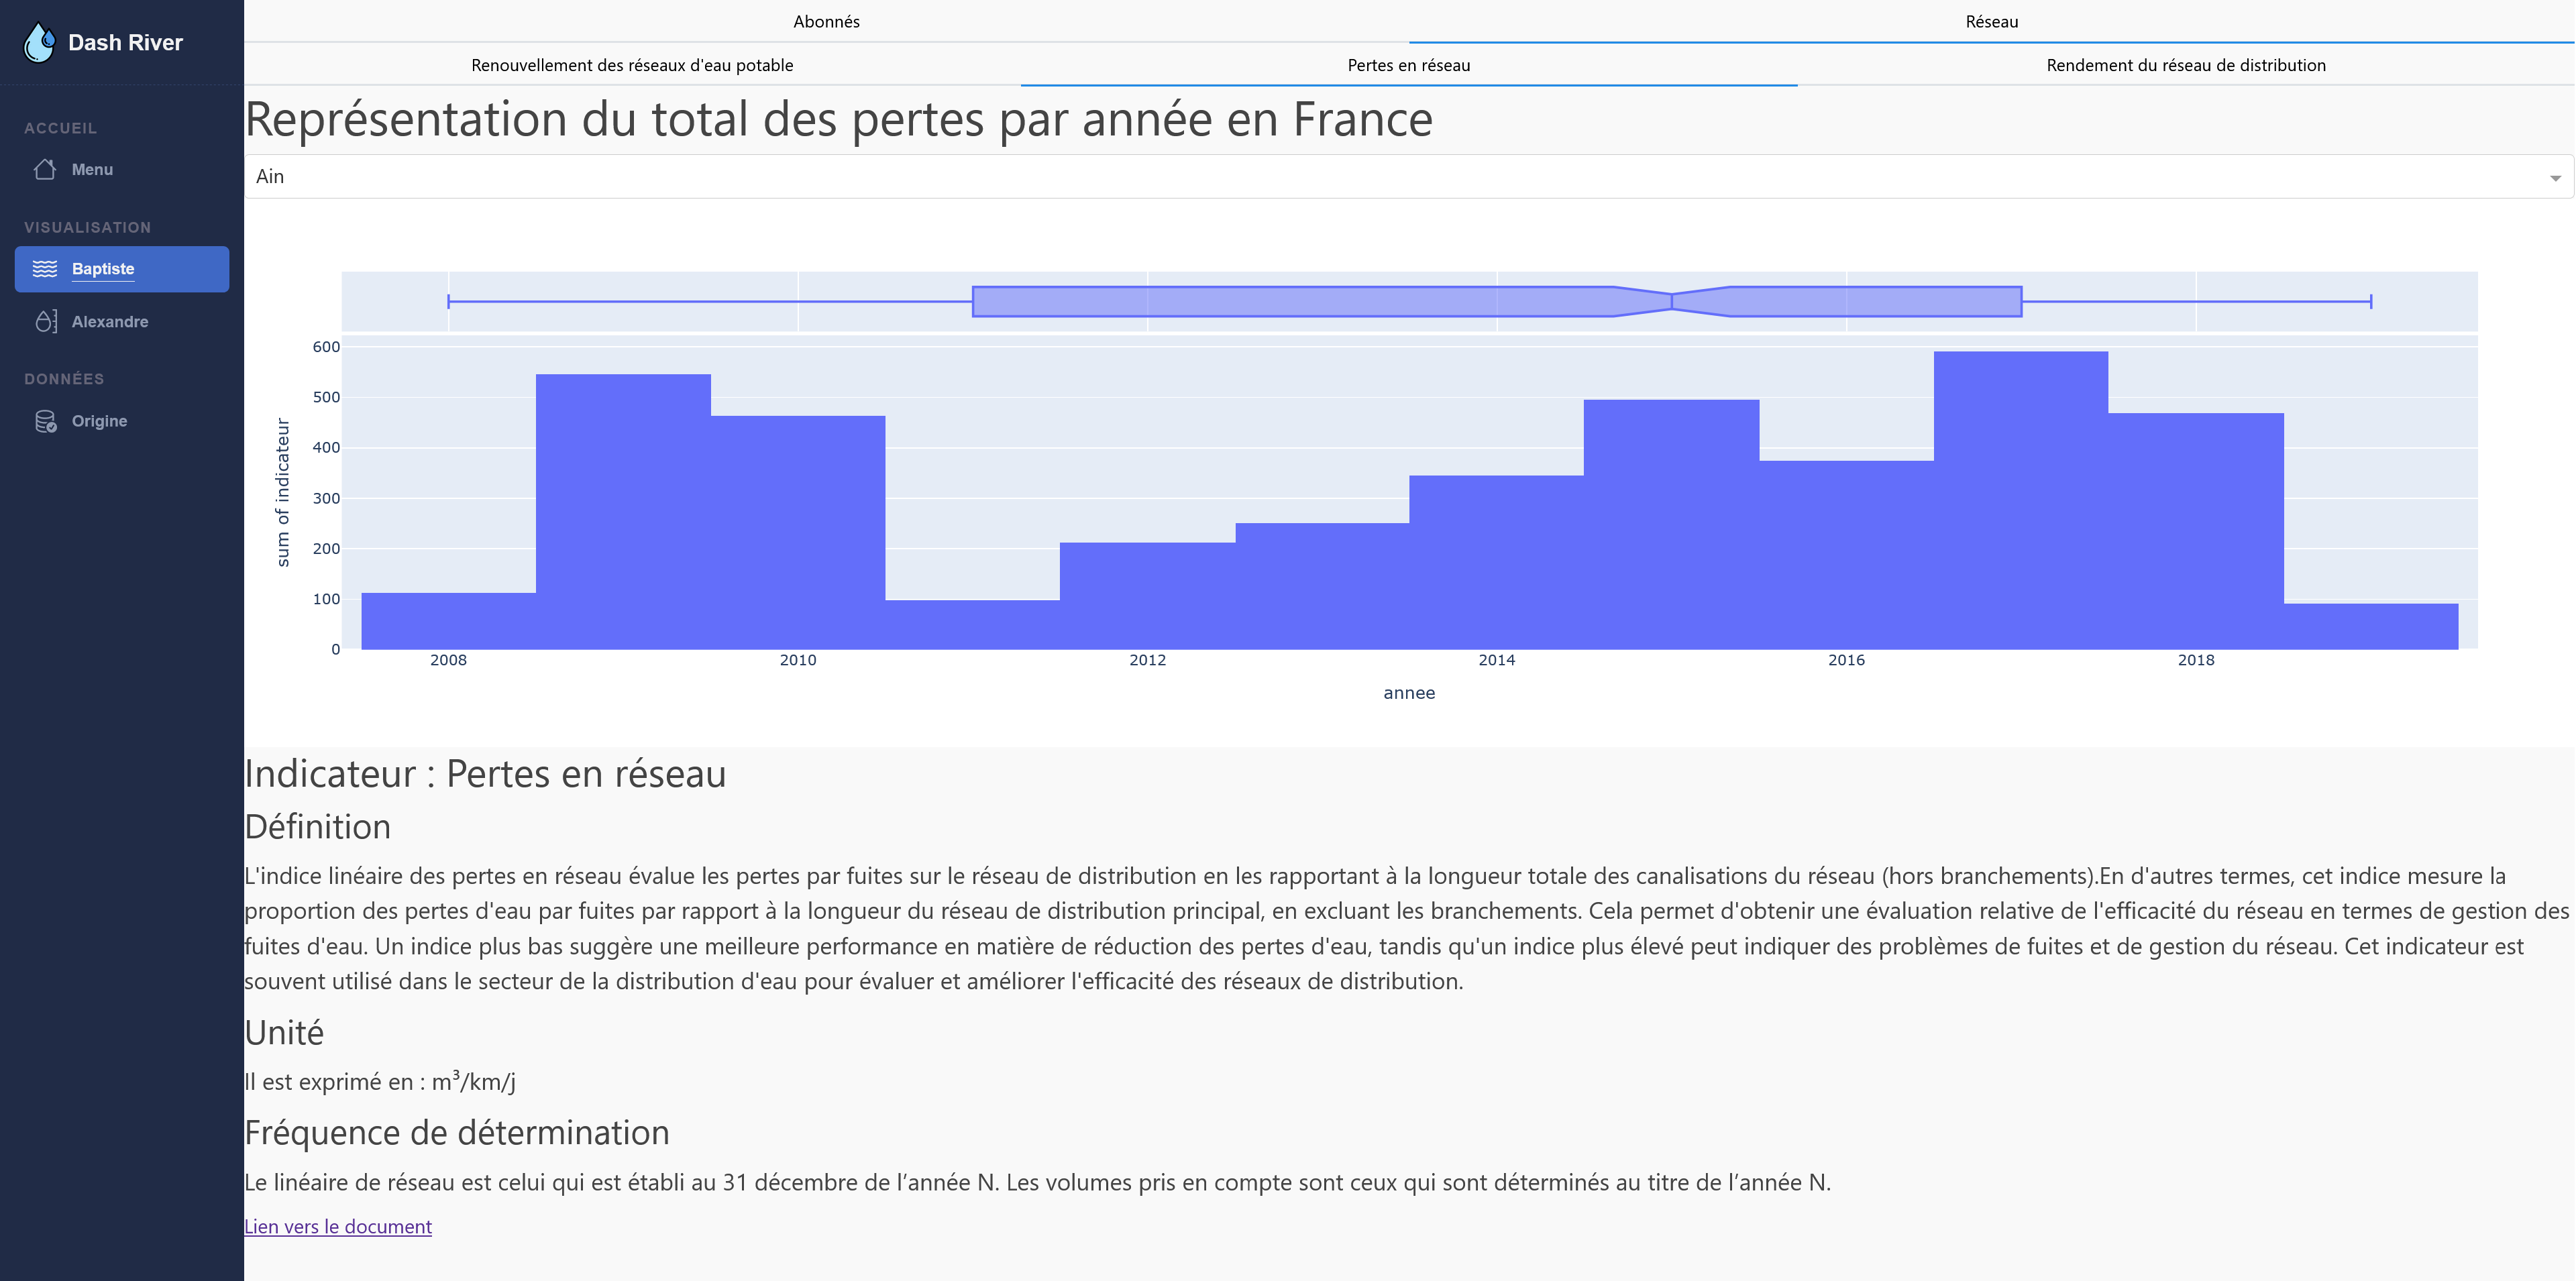 Dash River
ACCUEIL
Menu
VISUALISATION
Baptiste
Alexandre
DONNÉES
Origine
Abonnés
Réseau
Renouvellement des réseaux d'eau potable
Pertes en réseau
Rendement du réseau de distribution
Représentation du total des pertes par année en France
Ain
600
500
400
300
200
100
0
sum of indicateur
2008
2010
2012
2014
2016
2018
annee
Indicateur : Pertes en réseau
Définition
L'indice linéaire des pertes en réseau évalue les pertes par fuites sur le réseau de distribution en les rapportant à la longueur totale des canalisations du réseau (hors branchements).En d'autres termes, cet indice mesure la
proportion des pertes d'eau par fuites par rapport à la longueur du réseau de distribution principal, en excluant les branchements. Cela permet d'obtenir une évaluation relative de l'efficacité du réseau en termes de gestion des
fuites d'eau. Un indice plus bas suggère une meilleure performance en matière de réduction des pertes d'eau, tandis qu'un indice plus élevé peut indiquer des problèmes de fuites et de gestion du réseau. Cet indicateur est
souvent utilisé dans le secteur de la distribution d'eau pour évaluer et améliorer l'efficacité des réseaux de distribution.
Unité
Il est exprimé en : m³/km/j
Fréquence de détermination
Le linéaire de réseau est celui qui est établi au 31 décembre de l’année N. Les volumes pris en compte sont ceux qui sont déterminés au titre de l’année N.
Lien vers le document